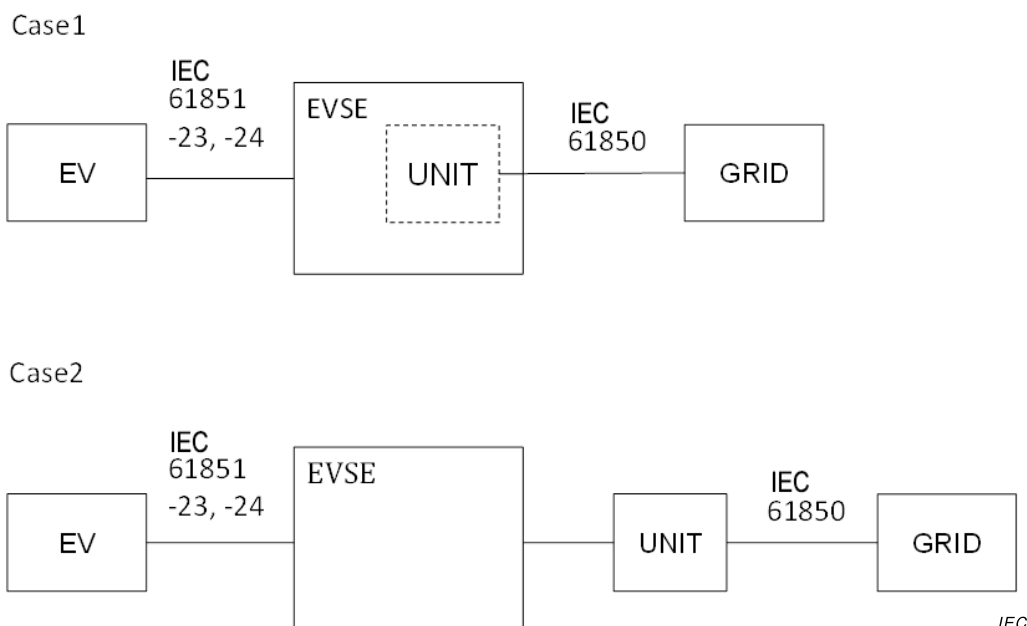 Case1
IEC
61851
-23, -24
EVSE
IEC
61850
EV
UNIT
GRID
Case2
IEC
61851
-23, -24
EVSE
IEC
61850
EV
UNIT
GRID
IEC